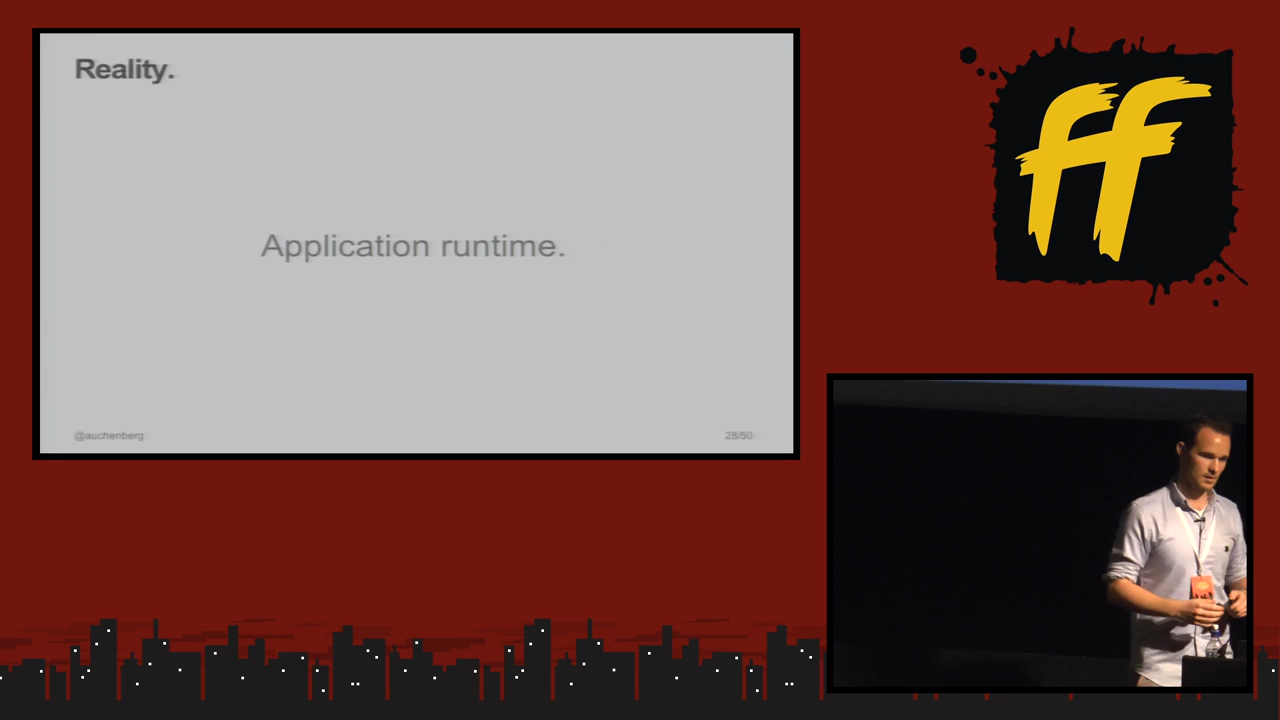 Reality.
Application runtime.
@auchenberg
28/50
ff